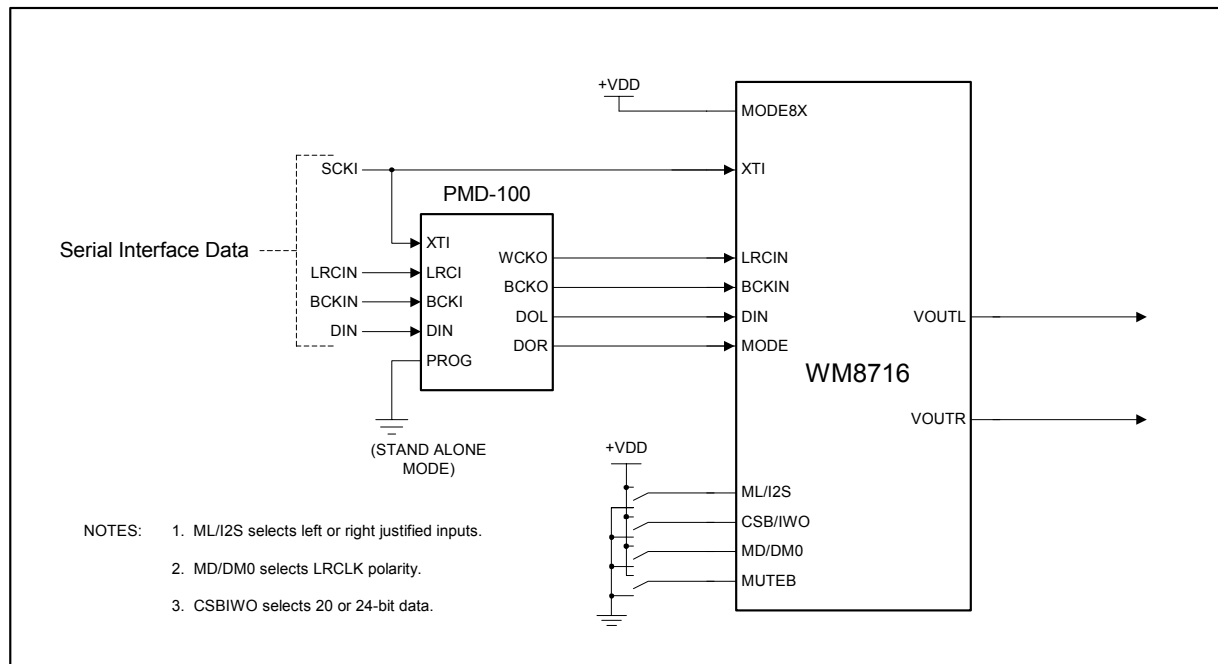 +VDD
MODE8X
SCKI
XTI
PMD-100
Serial Interface Data
XTI
WCKO
LRCIN
LRCIN
LRCI
BCKO
BCKIN
BCKIN
BCKI
DOL
DIN
VOUTL
DIN
DIN
DOR
MODE
PROG
WM8716
VOUTR
(STAND ALONE
MODE)
+VDD
ML/I2S
CSB/IWO
MD/DM0
MUTEB
NOTES: 1. ML/I2S selects left or right justified inputs.
2. MD/DM0 selects LRCLK polarity.
3. CSBIWO selects 20 or 24-bit data.